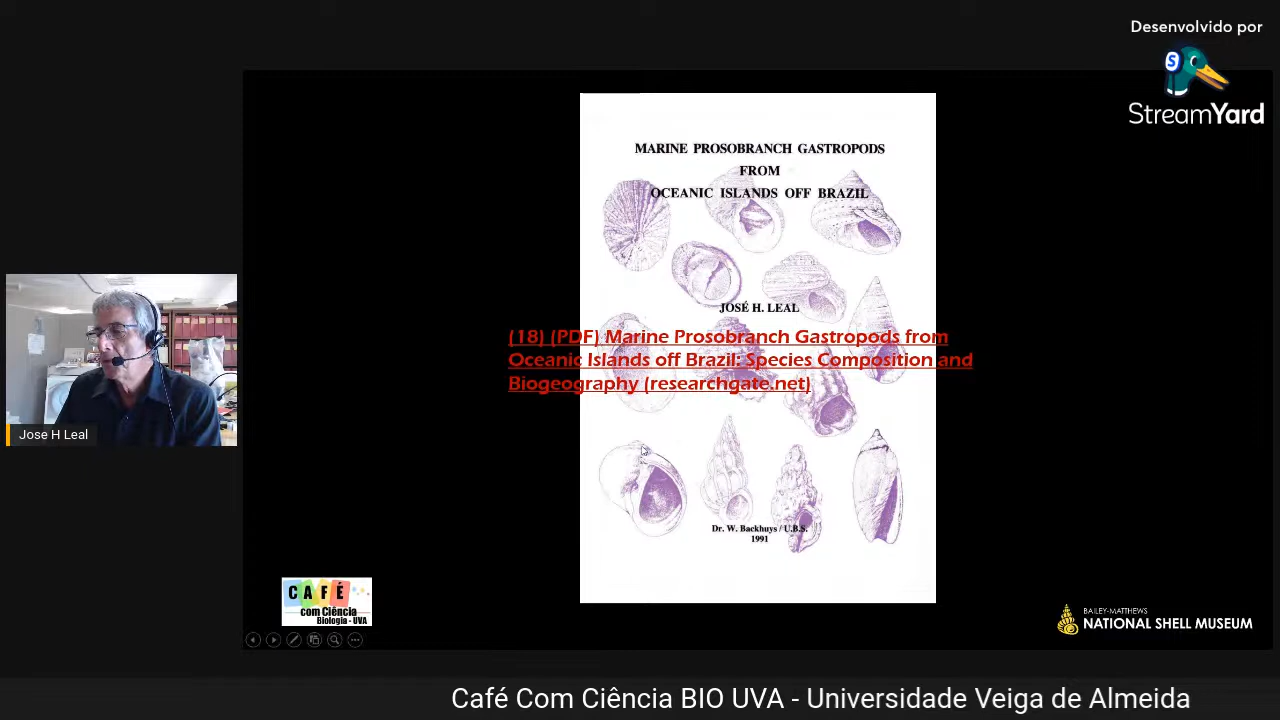 Desenvolvido por
S
StreamYard
MARINE PROSOBRANCH GASTROPODS
FROM
OCEANIC ISLANDS OFF BRAZIL
JOSÉ H. LEAL
(18) (PDF) Marine Prosobranch Gastropods from
Oceanic Islands off Brazil: Species Composition and
Biogeography (researchgate.net)
Jose H Leal
Dr. W. Backhuys / U.B.S.
1991
CAFÉ
com Ciência
Biologia - UVA
BAILEY-MATTHEWS
NATIONAL SHELL MUSEUM
Café Com Ciência BIO UVA - Universidade Veiga de Almeida